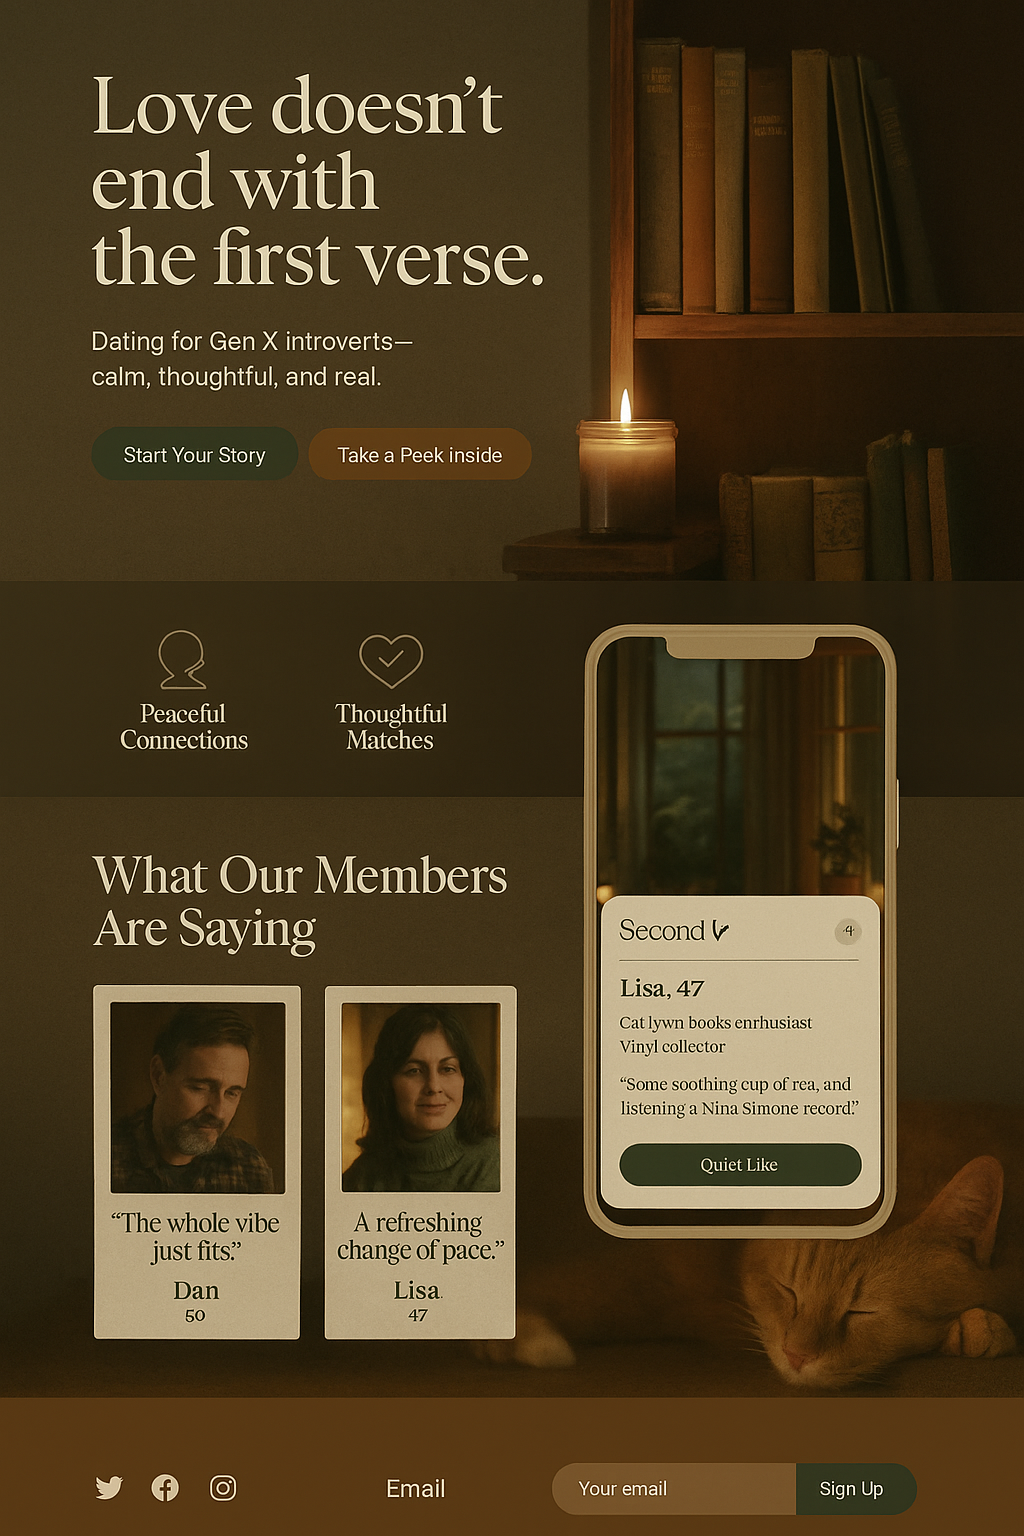 Love doesn’t
end with
the first verse.
Dating for Gen X introverts—
calm, thoughtful, and real.
Start Your Story
Take a Peek inside
Peaceful
Connections
Thoughtful
Matches
What Our Members
Are Saying
“The whole vibe
just fits.”
Dan
50
A refreshing
change of pace.”
Lisa.
47
Second
Lisa, 47
Cat lywn books enrhusiast
Vinyl collector
“Some soothing cup of rea, and
listening a Nina Simone record.”
Quiet Like
Email
Your email
Sign Up